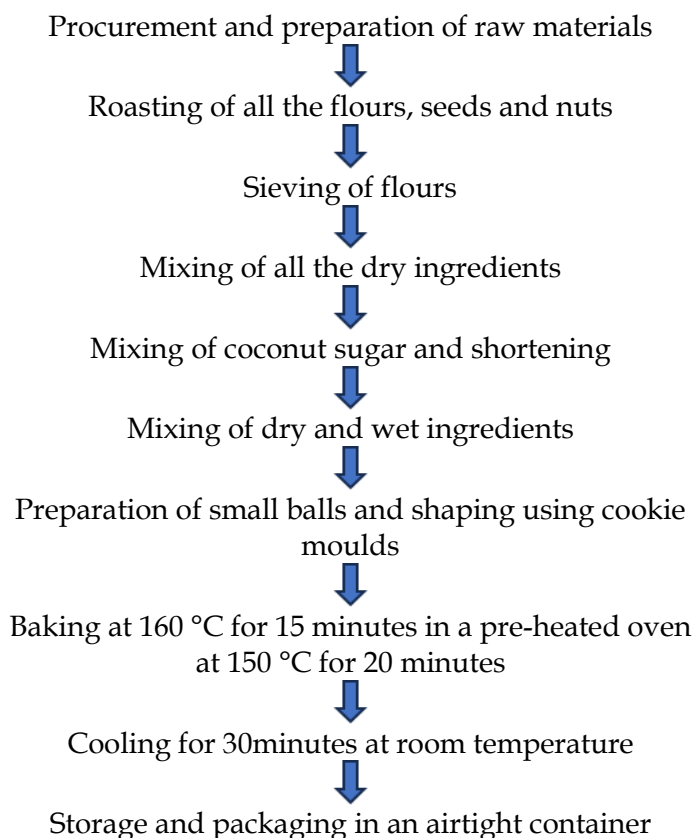 Procurement and preparation of raw materials
Roasting of all the flours, seeds and nuts
Sieving of flours
Mixing of all the dry ingredients
Mixing of coconut sugar and shortening
Mixing of dry and wet ingredients
Preparation of small balls and shaping using cookie
moulds
Baking at 160 °C for 15 minutes in a pre-heated oven
at 150 °C for 20 minutes
Cooling for 30minutes at room temperature
Storage and packaging in an airtight container